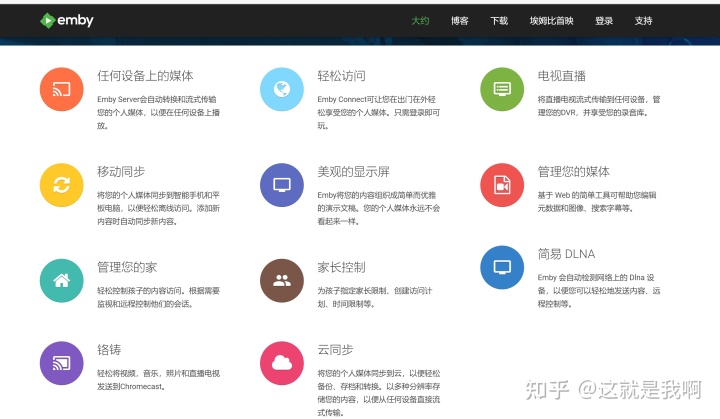 emby
大约
博客
下载
埃姆比首映
登录
支持
任何设备上的媒体
Emby Server会自动转换和流式传输
您的个人媒体，以便在任何设备上播
放。
轻松访问
Emby Connect可让您在出门在外轻
松享受您的个人媒体。只需登录即可
玩。
电视直播
将直播电视流式传输到任何设备，管
理您的DVR，并享受您的录音库。
移动同步
将您的个人媒体同步到智能手机和平
板电脑，以便轻松离线访问。添加新
内容时自动同步新内容。
美观的显示屏
Emby将您的内容组织成简单而优雅
的演示文稿。您的个人媒体永远不会
看起来一样。
管理您的媒体
基于 Web 的简单工具可帮助您编辑
元数据和图像、搜索字幕等。
管理您的家
轻松控制孩子的内容访问。根据需要
监视和远程控制他们的会话。
家长控制
为孩子指定家长限制，创建访问计
划、时间限制等。
简易 DLNA
Emby 会自动检测网络上的 Dlna 设
备，以便您可以轻松地发送内容、远
程控制等。
铬铸
轻松将视频，音乐，照片和直播电视
发送到Chromecast。
云同步
将您的个人媒体同步到云，以便轻松
备份、存档和转换。以多种分辨率存
储您的内容，以便从任何设备直接流
式传输。
知乎 @这就是我啊